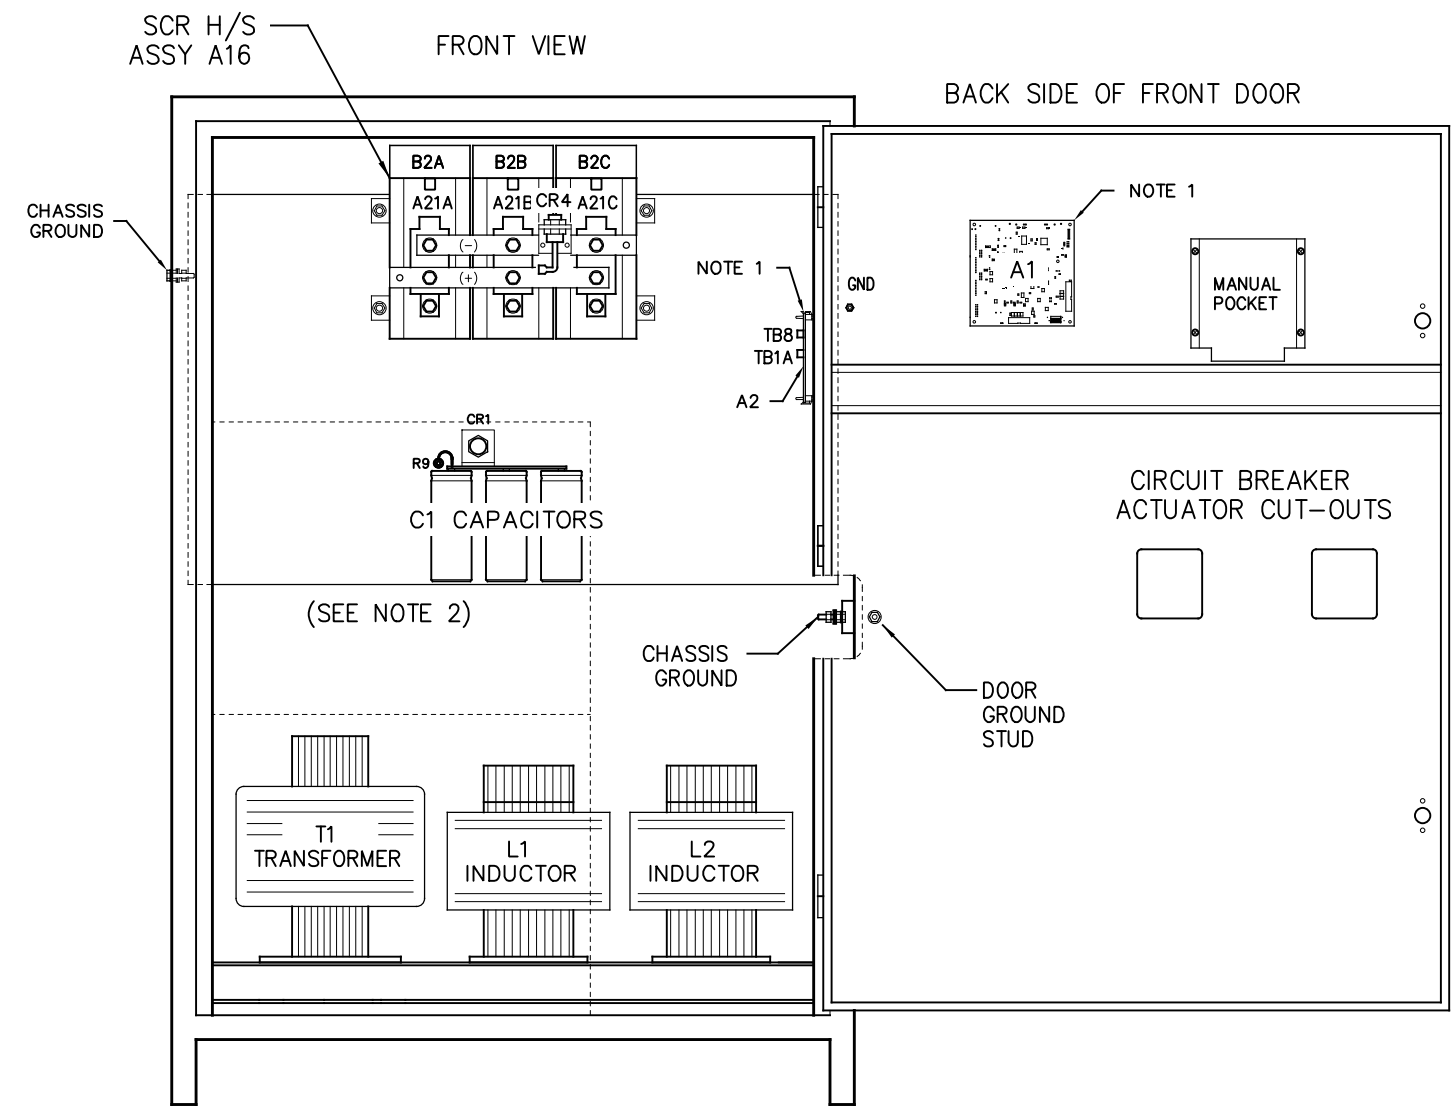 SCR H/S
ASSY A16
FRONT VIEW
BACK SIDE OF FRONT DOOR
B2A B2B B2C
A21A A21B CR4 A21C
(-)
(+)
CHASSIS
GROUND
NOTE 1
TB8
TB1A
A2
GND
NOTE 1
A1
MANUAL
POCKET
CR1
R9
C1 CAPACITORS
(SEE NOTE 2)
CIRCUIT BREAKER
ACTUATOR CUT-OUTS
CHASSIS
GROUND
DOOR
GROUND
STUD
T1
TRANSFORMER
L1
INDUCTOR
L2
INDUCTOR